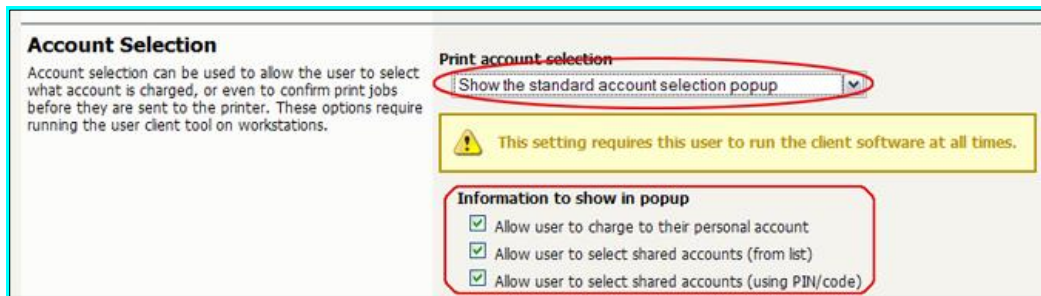 Account Selection
Account selection can be used to allow the user to select
what account is charged, or even to confirm print jobs
before they are sent to the printer. These options require
running the user client tool on workstations.
Print account selection
Show the standard account selection popup
This setting requires this user to run the client software at all times.
Information to show in popup
Allow user to charge to their personal account
Allow user to select shared accounts (from list)
Allow user to select shared accounts (using PIN/code)